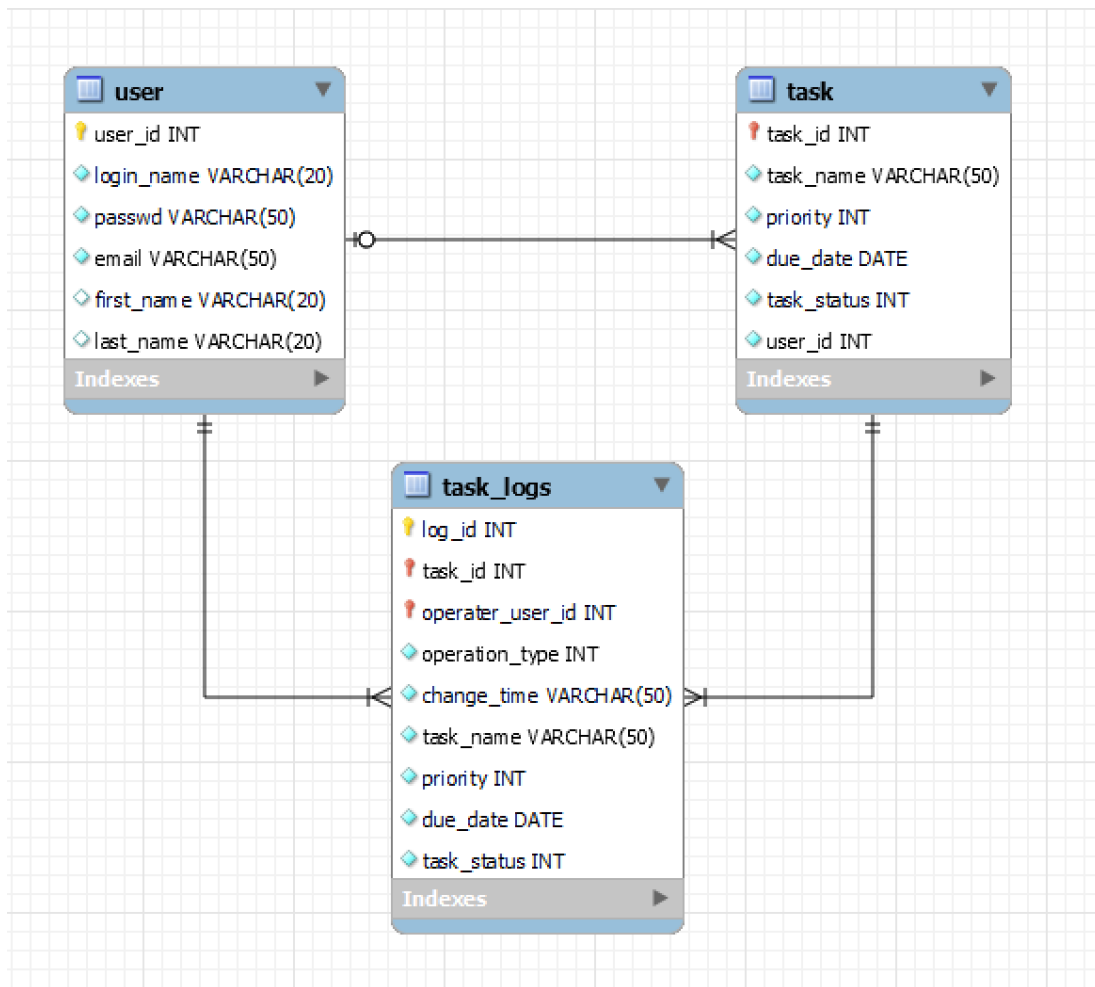 user
user_id INT
login_name VARCHAR(20)
passwd VARCHAR(50)
email VARCHAR(50)
first_name VARCHAR(20)
last_name VARCHAR(20)
Indexes
task
task_id INT
task_name VARCHAR(50)
priority INT
due_date DATE
task_status INT
user_id INT
Indexes
task_logs
log_id INT
task_id INT
operater_user_id INT
operation_type INT
change_time VARCHAR(50)
task_name VARCHAR(50)
priority INT
due_date DATE
task_status INT
Indexes